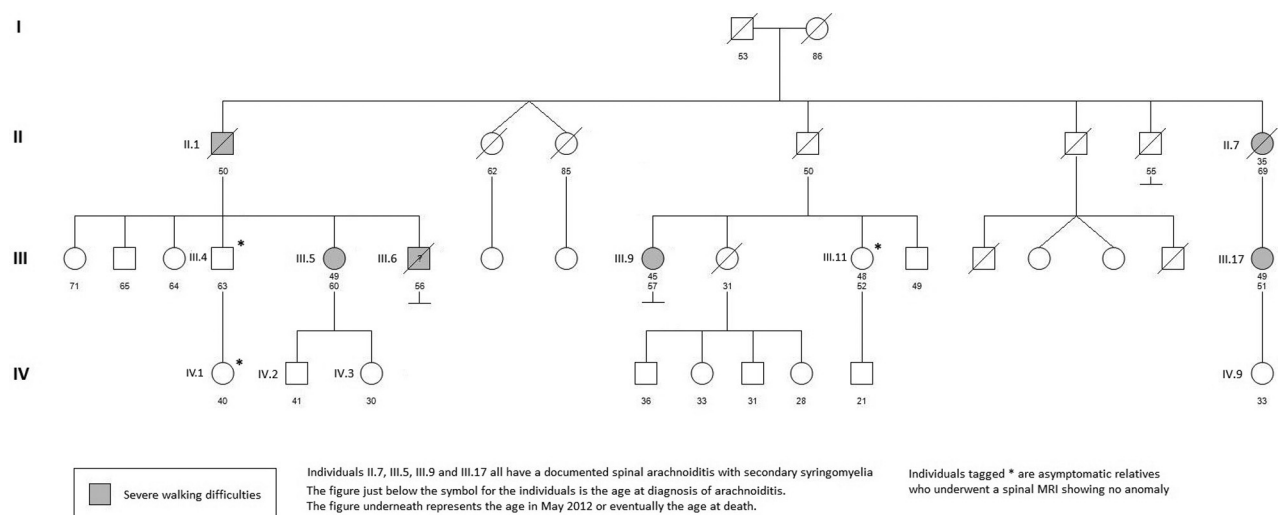 I
53 86
II
II.1 II.7
35
50 62 85 50 55 69
III
III.4 * III.5 III.6 ? III.9 III.11 * III.17
49 45 48 49
71 65 64 63 60 56 57 31 52 49 51
IV
IV.1 * IV.2 IV.3 IV.9
40 41 30 36 33 31 28 21 33
Severe walking difficulties
Individuals II.7, III.5, III.9 and III.17 all have a documented spinal arachnoiditis with secondary syringomyelia
The figure just below the symbol for the individuals is the age at diagnosis of arachnoiditis.
The figure underneath represents the age in May 2012 or eventually the age at death.
Individuals tagged * are asymptomatic relatives
who underwent a spinal MRI showing no anomaly